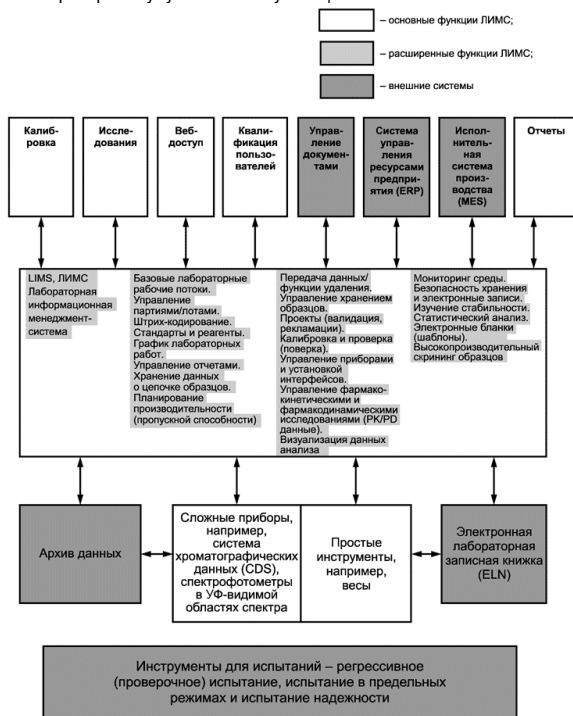 – основные функции ЛИМС;
– расширенные функции ЛИМС;
– внешние системы
Калиб-
ровка
Иссле-
дования
Веб-
доступ
Квали-
фикация
пользо-
вателей
Управ-
ление
доку-
ментами
Система
управ-
ления
ресурсами
предпри-
ятия (ERP)
Испол-
нитель-
ная
система
произ-
водства
(MES)
Отчеты
LIMS, ЛИМС
Лабораторная
информационная
менеджмент-
система
Базовые лабораторные
рабочие потоки.
Управление
партиями/лотами.
Штрих-кодирование.
Стандарты и реагенты.
График лабораторных
работ.
Управление отчетами.
Хранение данных
о цепочке образцов.
Планирование
производительности
(пропускной способности)
Передача данных/
функции удаления.
Управление хранением
образцов.
Проекты (валидация,
рекламации).
Калибровка и проверка
(поверка).
Управление приборами
и установкой
интерфейсов.
Управление фармако-
кинетическими и
фармакодинамическими
исследованиями (PK/PD
данные).
Визуализация данных
анализа
Мониторинг среды.
Безопасность хранения
и электронные записи.
Изучение стабильности.
Статистический анализ.
Электронные бланки
(шаблоны).
Высокопроизводительный
скрининг образцов
Архив данных
Сложные приборы,
например,
система
хроматографических
данных (CDS),
спектрофотометры
в УФ-видимой
областях спектра
Простые
инструменты,
например,
весы
Электронная
лабораторная
записная книжка
(ELN)
Инструменты для испытаний – регрессивное
(проверочное) испытание, испытание в предельных
режимах и испытание надежности